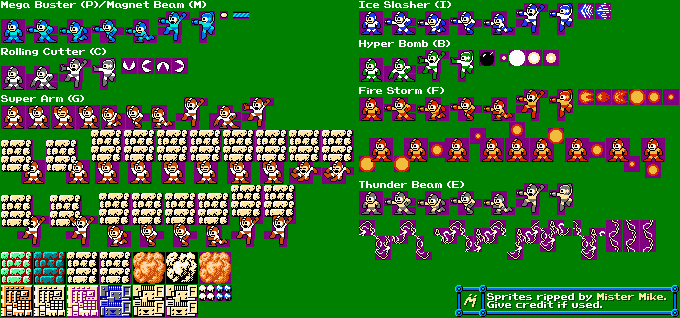 Mega Buster (P)/Magnet Beam (M)
Rolling Cutter (C)
Super Arm (G)
Ice Slasher (I)
Hyper Bomb (B)
Fire Storm (F)
Thunder Beam (E)
Sprites ripped by Mister Mike.
Give credit if used.